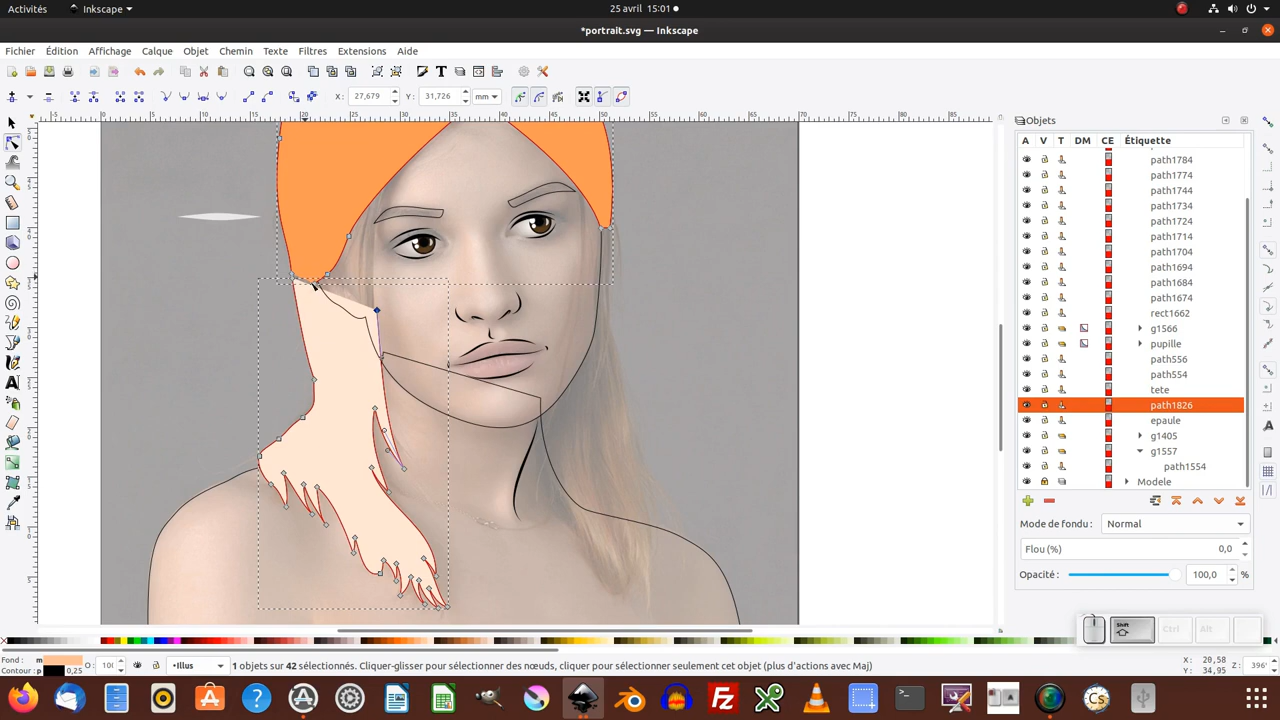 Activités Inkscape 25 avril 15:01
*portrait.svg — Inkscape
Fichier Édition Affichage Calque Objet Chemin Texte Filtres Extensions Aide
X: 27,679 Y: 31,726 mm
Objets
A V T DM CE Étiquette
path1784
path1774
path1744
path1734
path1724
path1714
path1704
path1694
path1684
path1674
rect1662
g1566
pupille
path556
path554
tete
path1826
epaule
g1405
g1557
path1554
Modele
Mode de fondu : Normal
Flou (%) 0,0
Opacité : 100,0 %
Shift Ctrl Alt
Fond : m O : 100
Contour : p 0,25
•Illus
1 objets sur 42 sélectionnés. Cliquer-glisser pour sélectionner des nœuds, cliquer pour sélectionner seulement cet objet (plus d'actions avec Maj)
X: 20,58
Y: 34,95
Z: 396